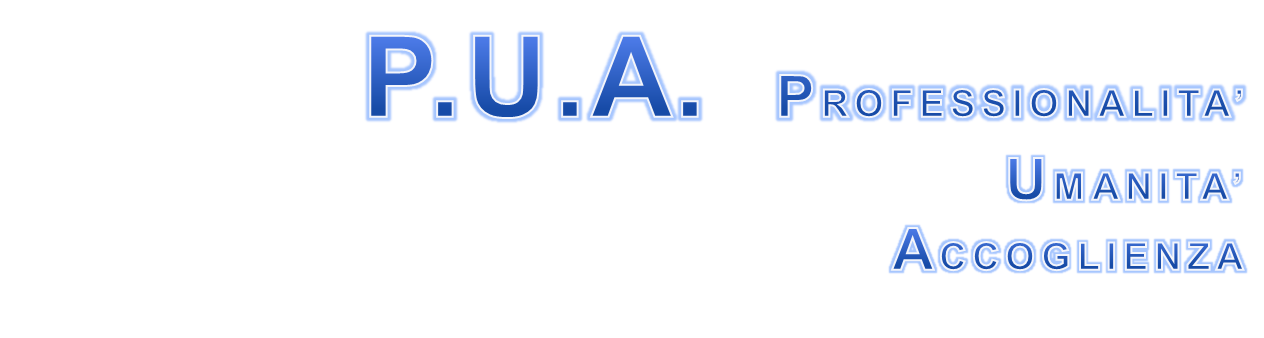 P.U.A. PROFESSIONALITA’
UMANITA’
ACCOGLIENZA